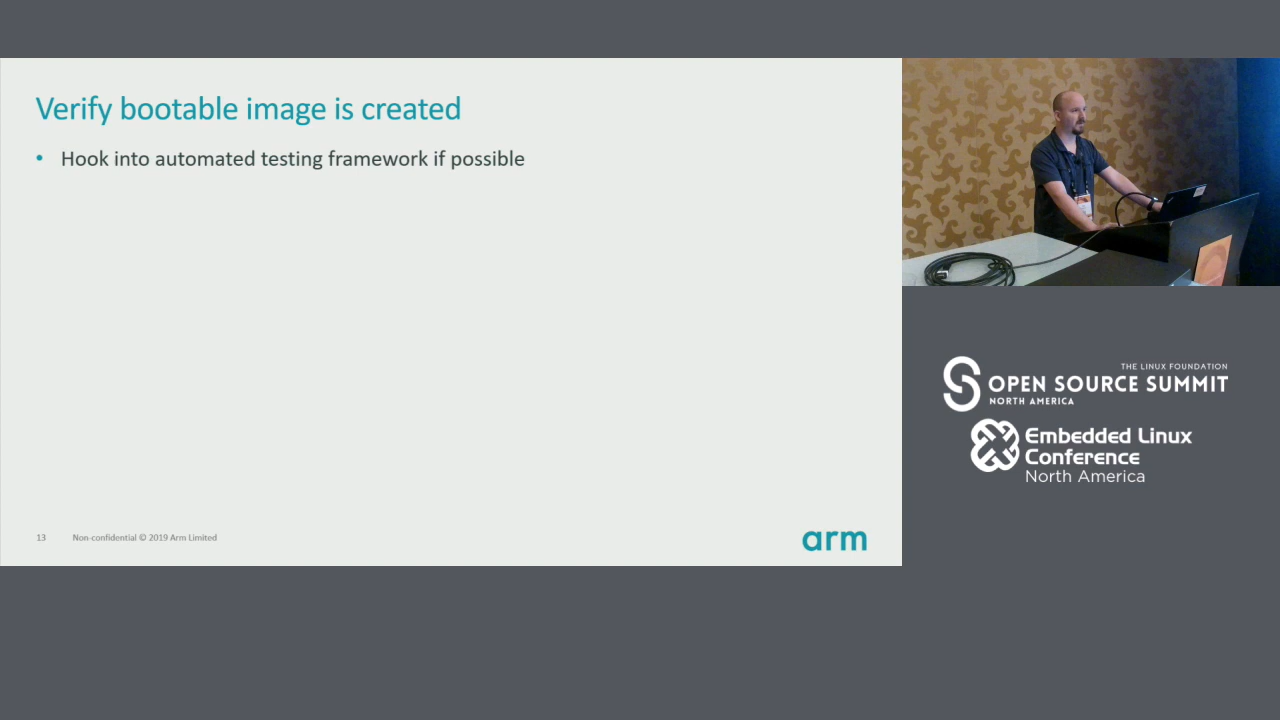 Verify bootable image is created
• Hook into automated testing framework if possible
13 Non-confidential © 2019 Arm Limited
arm
THE LINUX FOUNDATION
OPEN SOURCE SUMMIT
NORTH AMERICA
Embedded Linux
Conference
North America